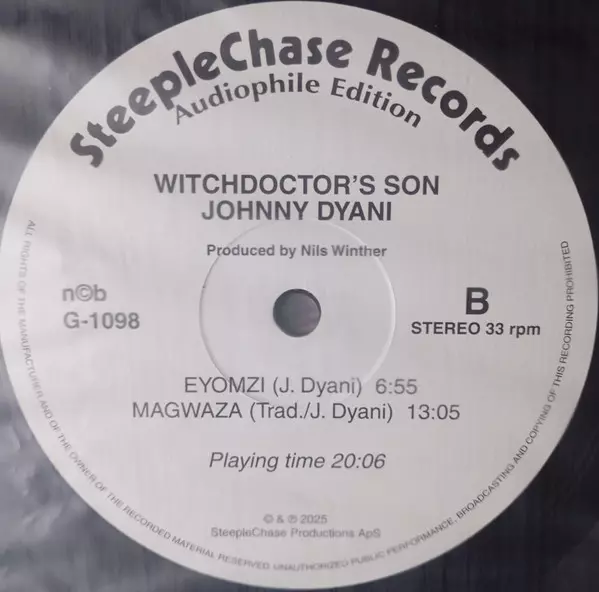 SteepleChase Records
Audiophile Edition
WITCHDOCTOR'S SON
JOHNNY DYANI
Produced by Nils Winther
n©b
G-1098
B
STEREO 33 rpm
EYOMZI (J. Dyani) 6:55
MAGWAZA (Trad./J. Dyani) 13:05
Playing time 20:06
© & ℗ 2025
SteepleChase Productions ApS
ALL RIGHTS OF THE MANUFACTURER AND OF THE OWNER OF THE RECORDED MATERIAL RESERVED. UNAUTHORIZED PUBLIC PERFORMANCE, BROADCASTING AND COPYING OF THIS RECORDING PROHIBITED